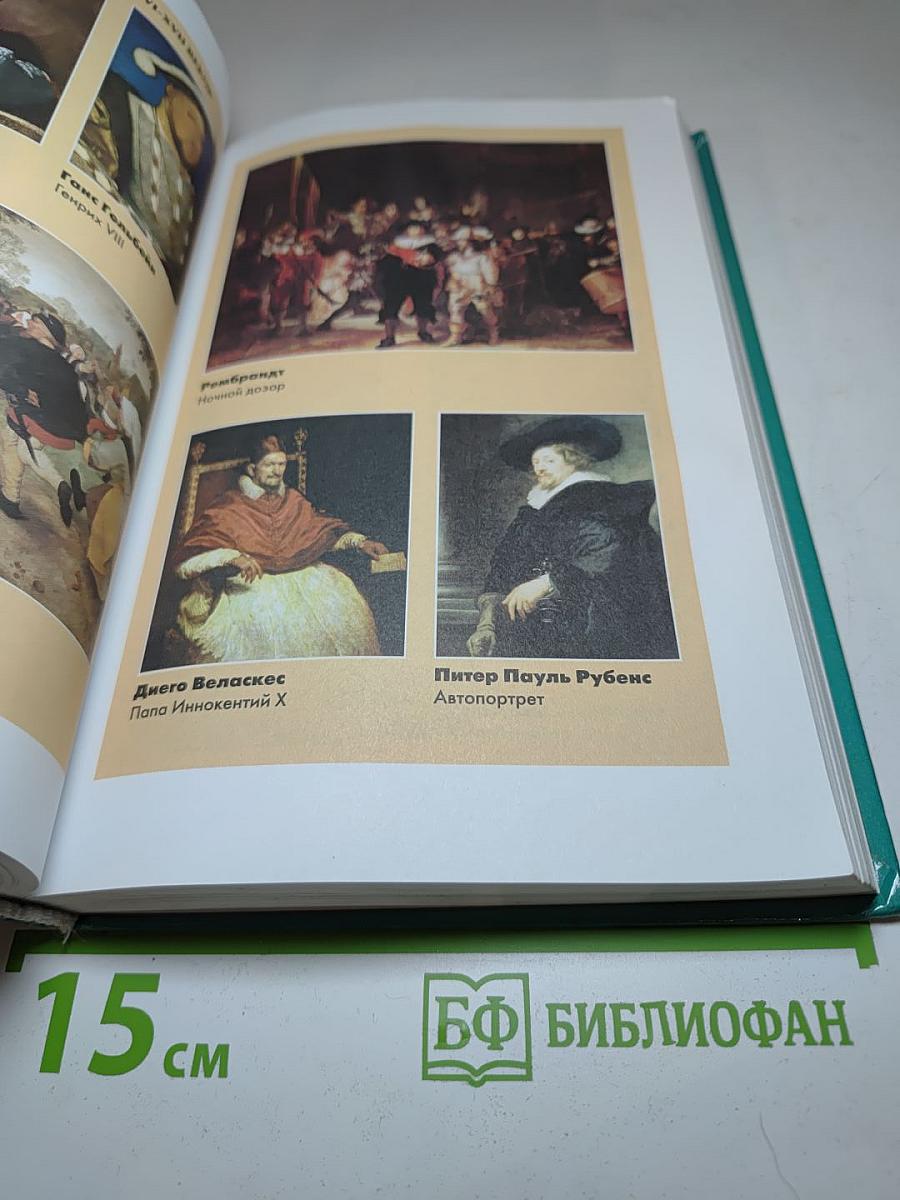 Ганс Гольбейн
Генрих VIII
Рембрандт
Ночной дозор
Диего Веласкес
Папа Иннокентий X
Питер Пауль Рубенс
Автопортрет
15 см
БФ БИБЛИОФАН